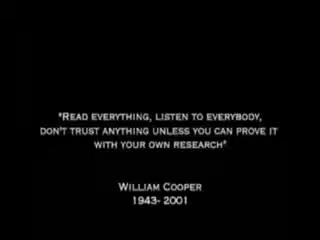 "Read everything, listen to everybody,
don't trust anything unless you can prove it
with your own research"
William Cooper
1943- 2001